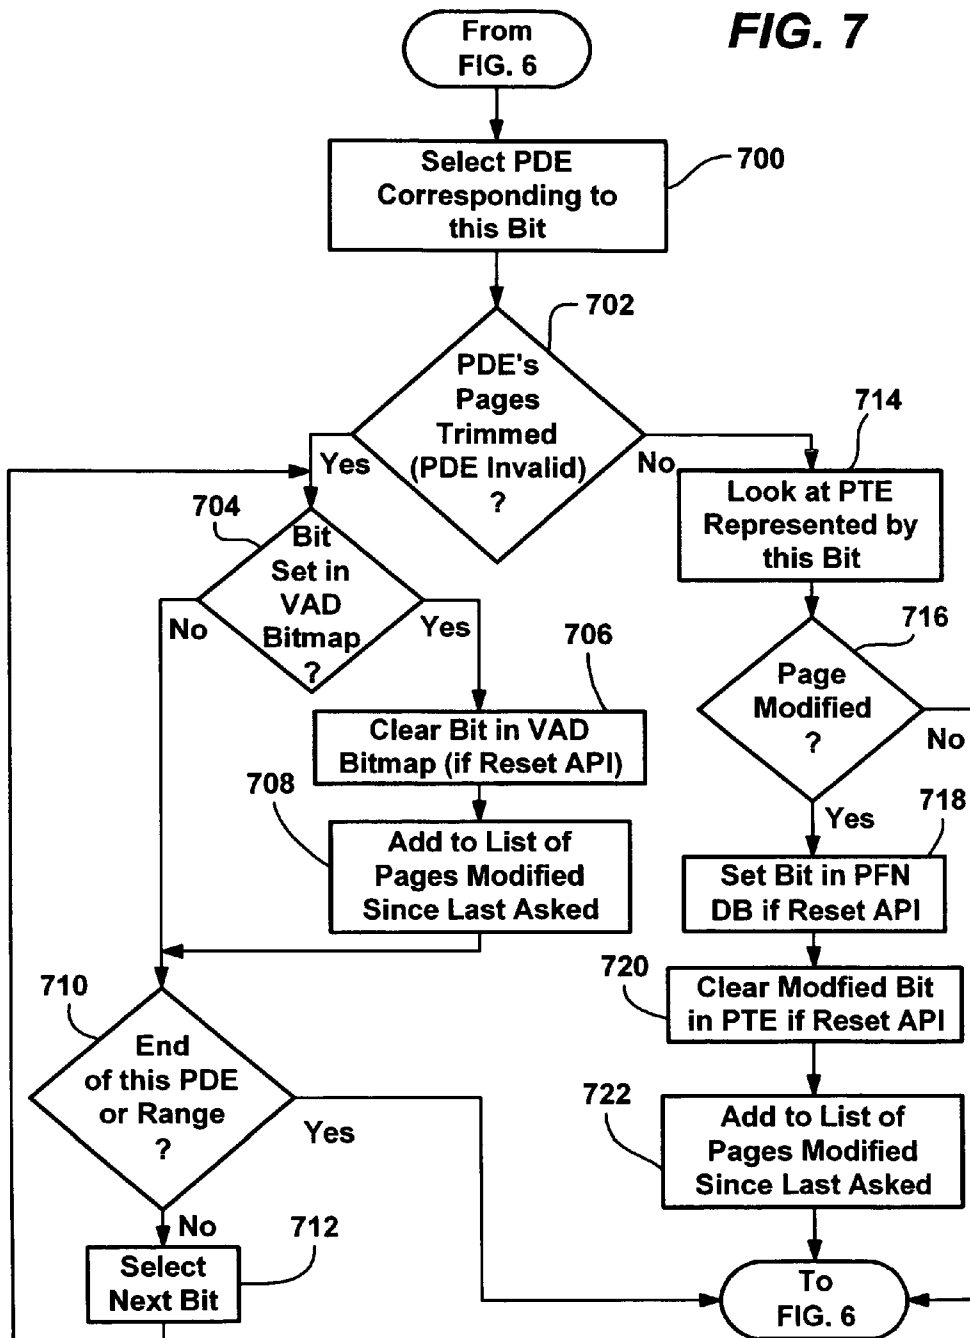 FIG. 7
From
FIG. 6
700
Select PDE
Corresponding to
this Bit
702
PDE's
Pages
Trimmed
(PDE Invalid)
?
Yes
No
704
Bit
Set in
VAD
Bitmap
?
No
Yes
706
Clear Bit in VAD
Bitmap (if Reset API)
708
Add to List of
Pages Modified
Since Last Asked
710
End
of this PDE
or Range
?
Yes
No
712
Select
Next Bit
714
Look at PTE
Represented by
this Bit
716
Page
Modified
?
No
Yes
718
Set Bit in PFN
DB if Reset API
720
Clear Modfied Bit
in PTE if Reset API
722
Add to List of
Pages Modified
Since Last Asked
To
FIG. 6